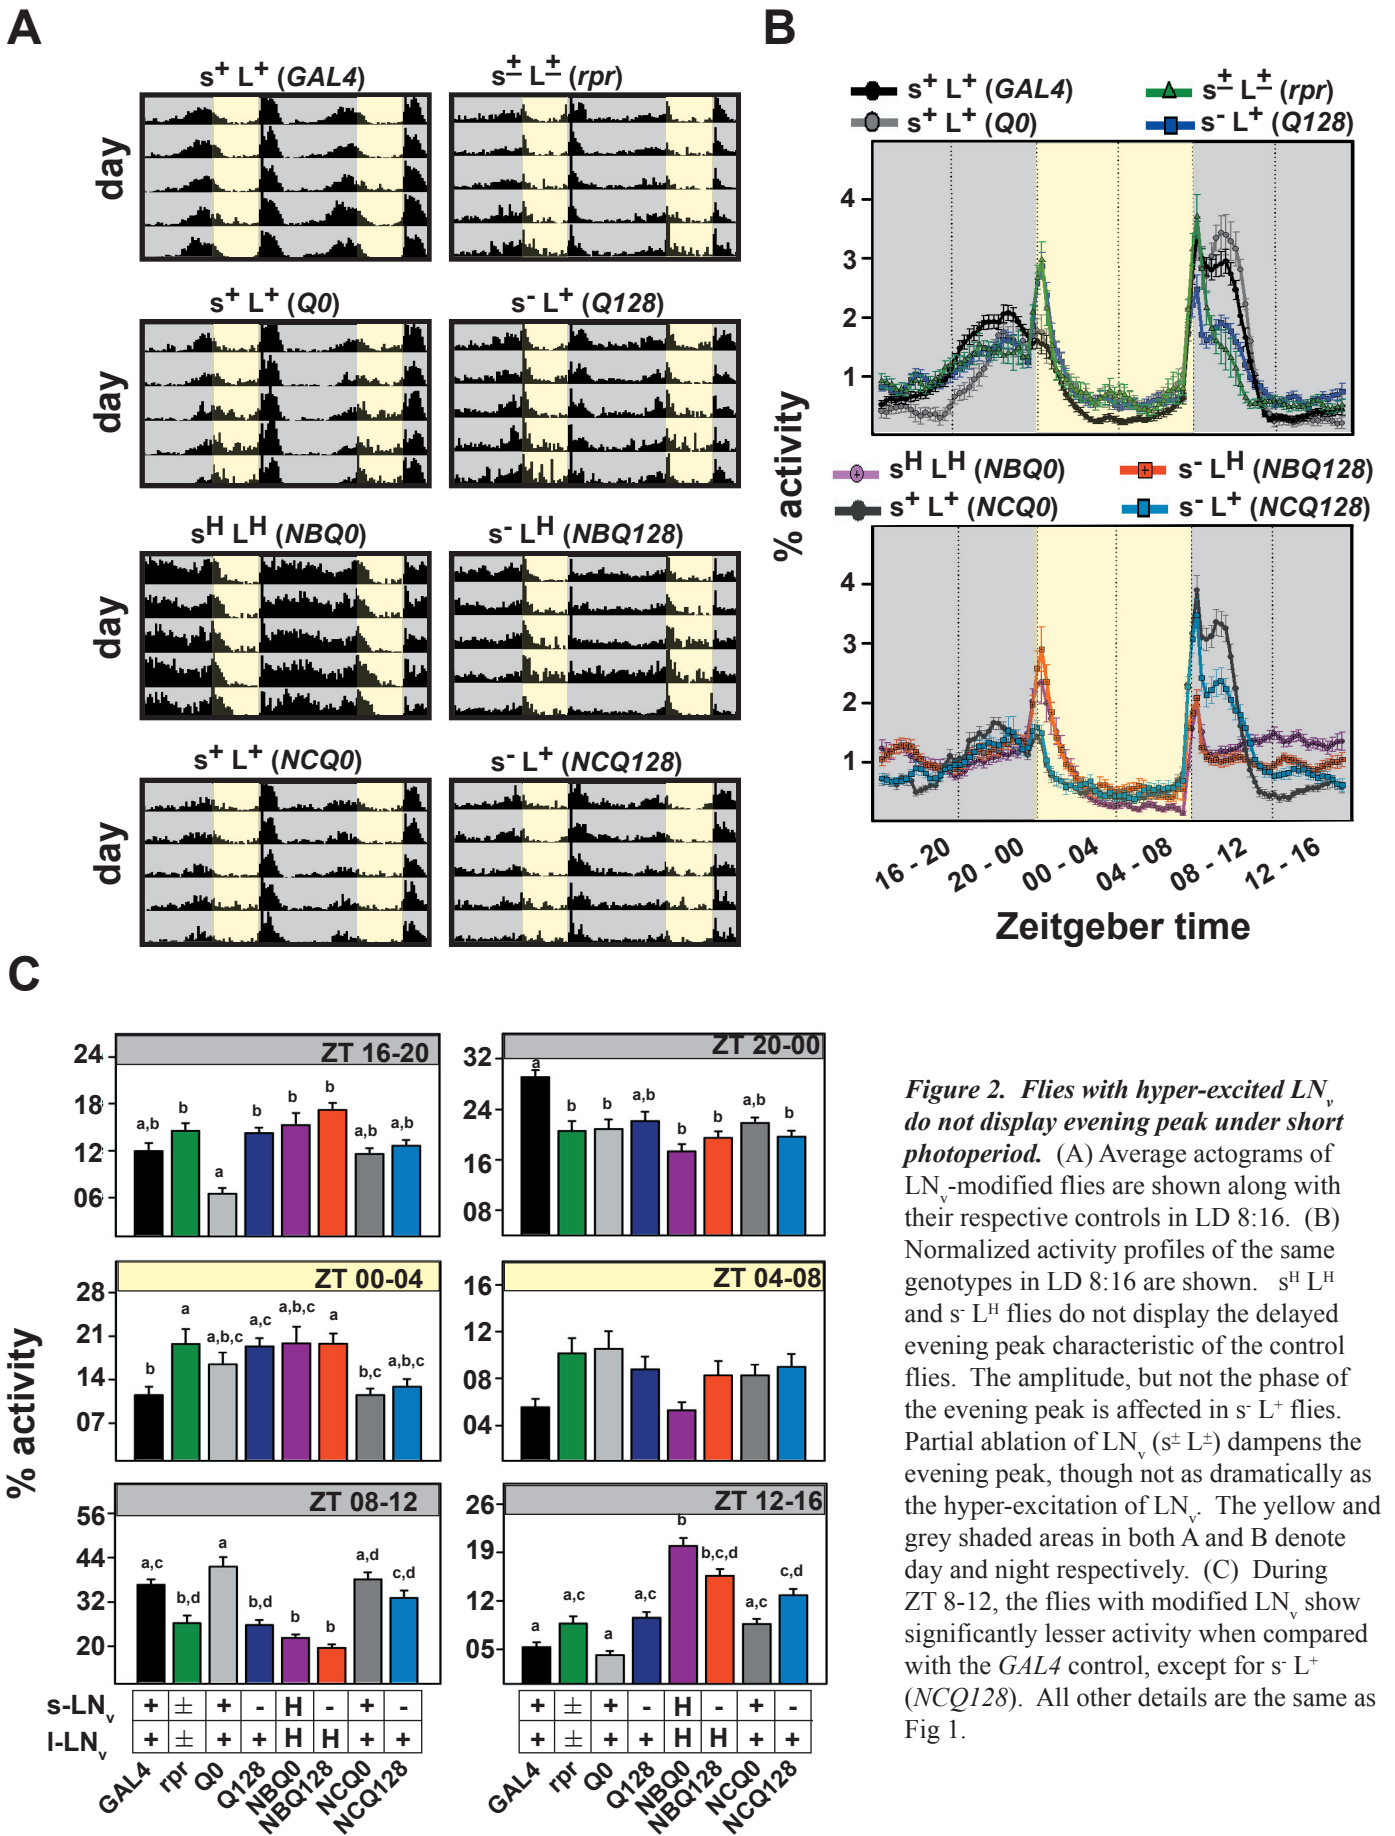 A
s+ L+ (GAL4)
s± L± (rpr)
day
s+ L+ (Q0)
s- L+ (Q128)
day
sH LH (NBQ0)
s- LH (NBQ128)
day
s+ L+ (NCQ0)
s- L+ (NCQ128)
day
B
s+ L+ (GAL4)
s± L± (rpr)
s+ L+ (Q0)
s- L+ (Q128)
4
3
2
1
% activity
sH LH (NBQ0)
s- LH (NBQ128)
s+ L+ (NCQ0)
s- L+ (NCQ128)
4
3
2
1
16 - 20
20 - 00
00 - 04
04 - 08
08 - 12
12 - 16
Zeitgeber time
C
% activity
ZT 16-20
24
18
12
06
a,b
b
a
b
b
b
a,b
a,b
ZT 20-00
32
24
16
08
a
b
b
a,b
b
b
a,b
b
ZT 00-04
28
21
14
07
b
a
a,b,c
a,c
a,b,c
a
b,c
a,b,c
ZT 04-08
16
12
08
04
ZT 08-12
56
44
32
20
a,c
b,d
a
b,d
b
b
a,d
c,d
ZT 12-16
26
19
12
05
a
a,c
a
a,c
b
b,c,d
a,c
c,d
s-LNv + ± + - H - + -
l-LNv + ± + + H H + +
GAL4 rpr Q0 Q128 NBQ0 NBQ128 NCQ0 NCQ128
+ ± + - H - + -
+ ± + + H H + +
GAL4 rpr Q0 Q128 NBQ0 NBQ128 NCQ0 NCQ128
Figure 2. Flies with hyper-excited LNv
do not display evening peak under short
photoperiod. (A) Average actograms of
LNv-modified flies are shown along with
their respective controls in LD 8:16. (B)
Normalized activity profiles of the same
genotypes in LD 8:16 are shown. sH LH
and s- LH flies do not display the delayed
evening peak characteristic of the control
flies. The amplitude, but not the phase of
the evening peak is affected in s- L+ flies.
Partial ablation of LNv (s± L±) dampens the
evening peak, though not as dramatically as
the hyper-excitation of LNv. The yellow and
grey shaded areas in both A and B denote
day and night respectively. (C) During
ZT 8-12, the flies with modified LNv show
significantly lesser activity when compared
with the GAL4 control, except for s- L+
(NCQ128). All other details are the same as
Fig 1.